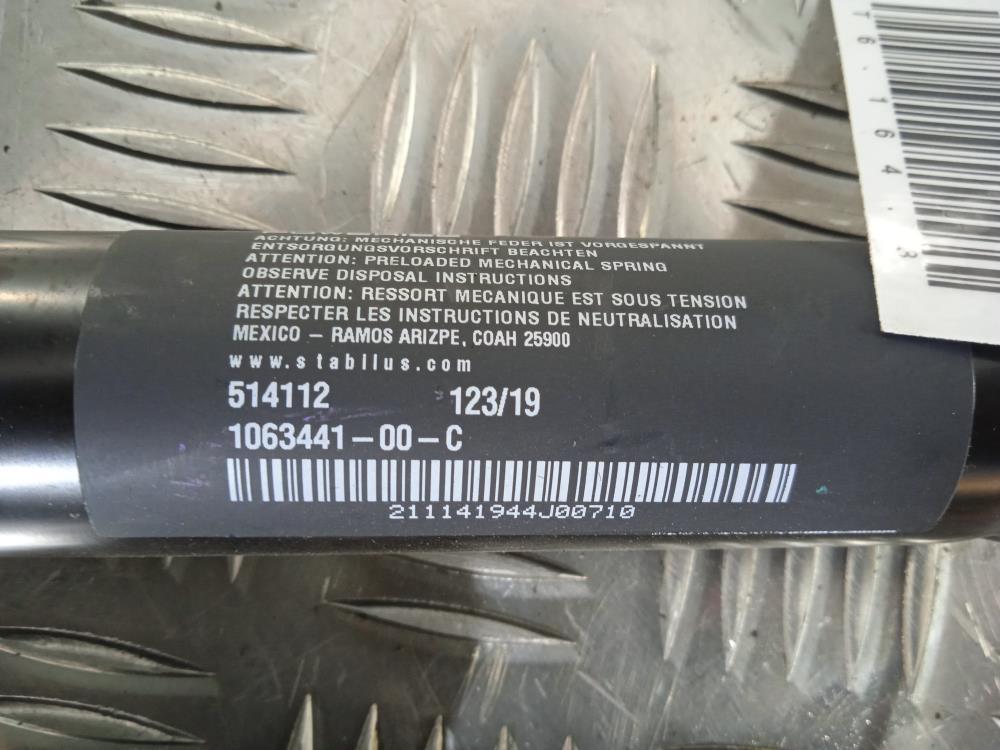 ACHTUNG: MECHANISCHE FEDER IST VORGESPANNT
ENTSORGUNGSVORSCHRIFT BEACHTEN
ATTENTION: PRELOADED MECHANICAL SPRING
OBSERVE DISPOSAL INSTRUCTIONS
ATTENTION: RESSORT MECANIQUE EST SOUS TENSION
RESPECTER LES INSTRUCTIONS DE NEUTRALISATION
MEXICO – RAMOS ARIZPE, COAH 25900
www.stabilus.com
514112 123/19
1063441-00-C
211141944J00710